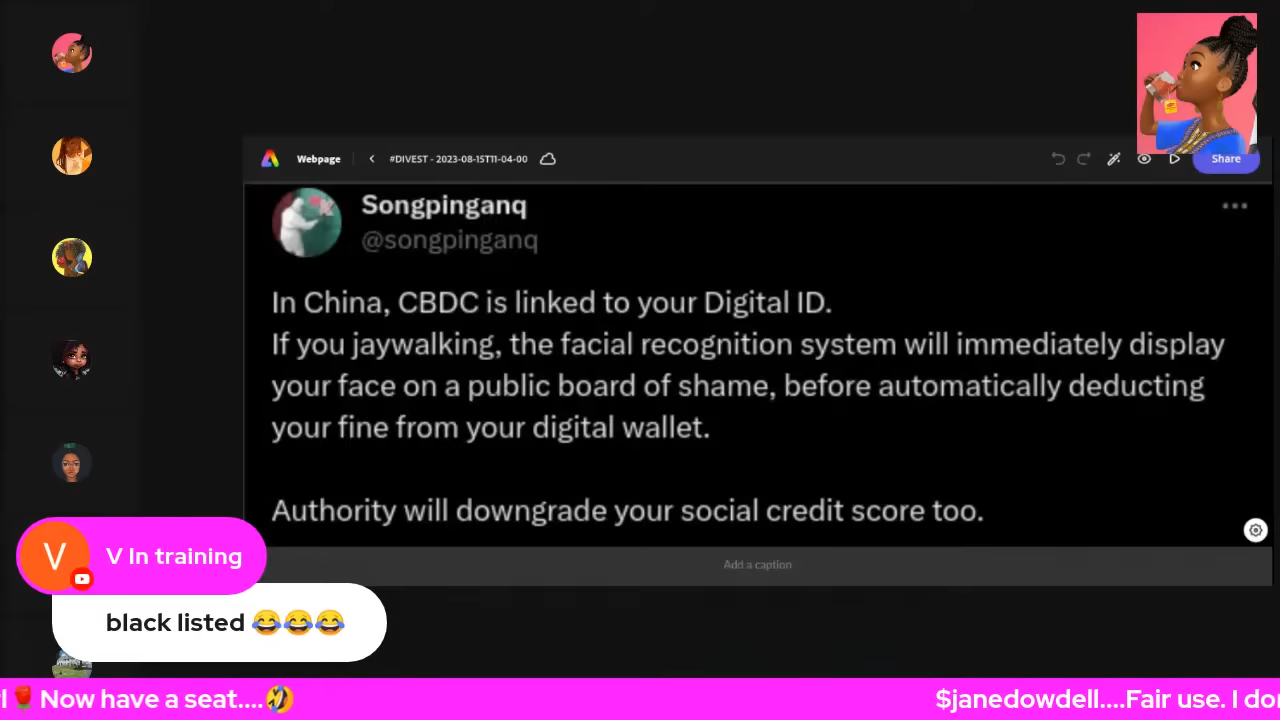 Webpage
#DIVEST - 2023-08-15T11-04-00
Share
Songpinganq
@songpinganq
In China, CBDC is linked to your Digital ID.
If you jaywalking, the facial recognition system will immediately display
your face on a public board of shame, before automatically deducting
your fine from your digital wallet.
Authority will downgrade your social credit score too.
Add a caption
V
V In training
black listed 😂😂😂
🌹 Now have a seat....🤣
$janedowdell....Fair use. I